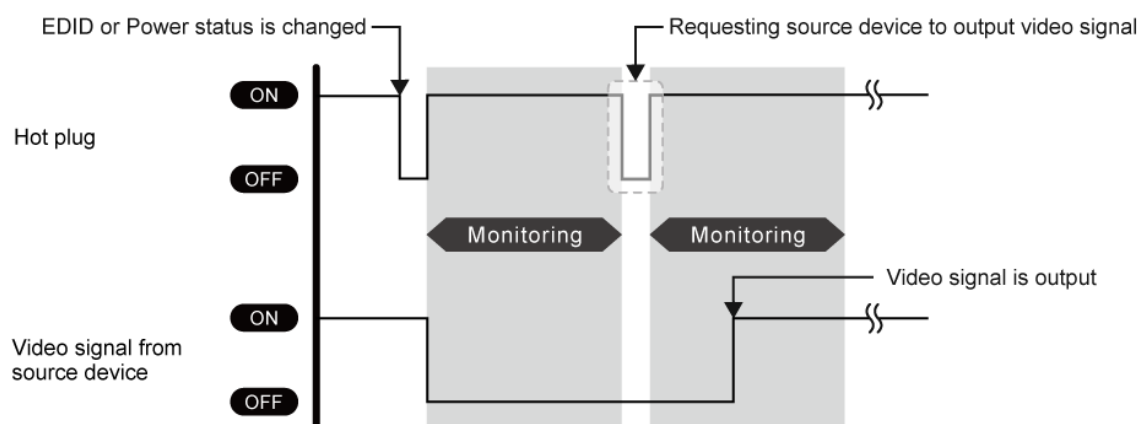 EDID or Power status is changed
Requesting source device to output video signal
ON
Hot plug
OFF
Monitoring
Monitoring
Video signal is output
ON
Video signal from
source device
OFF